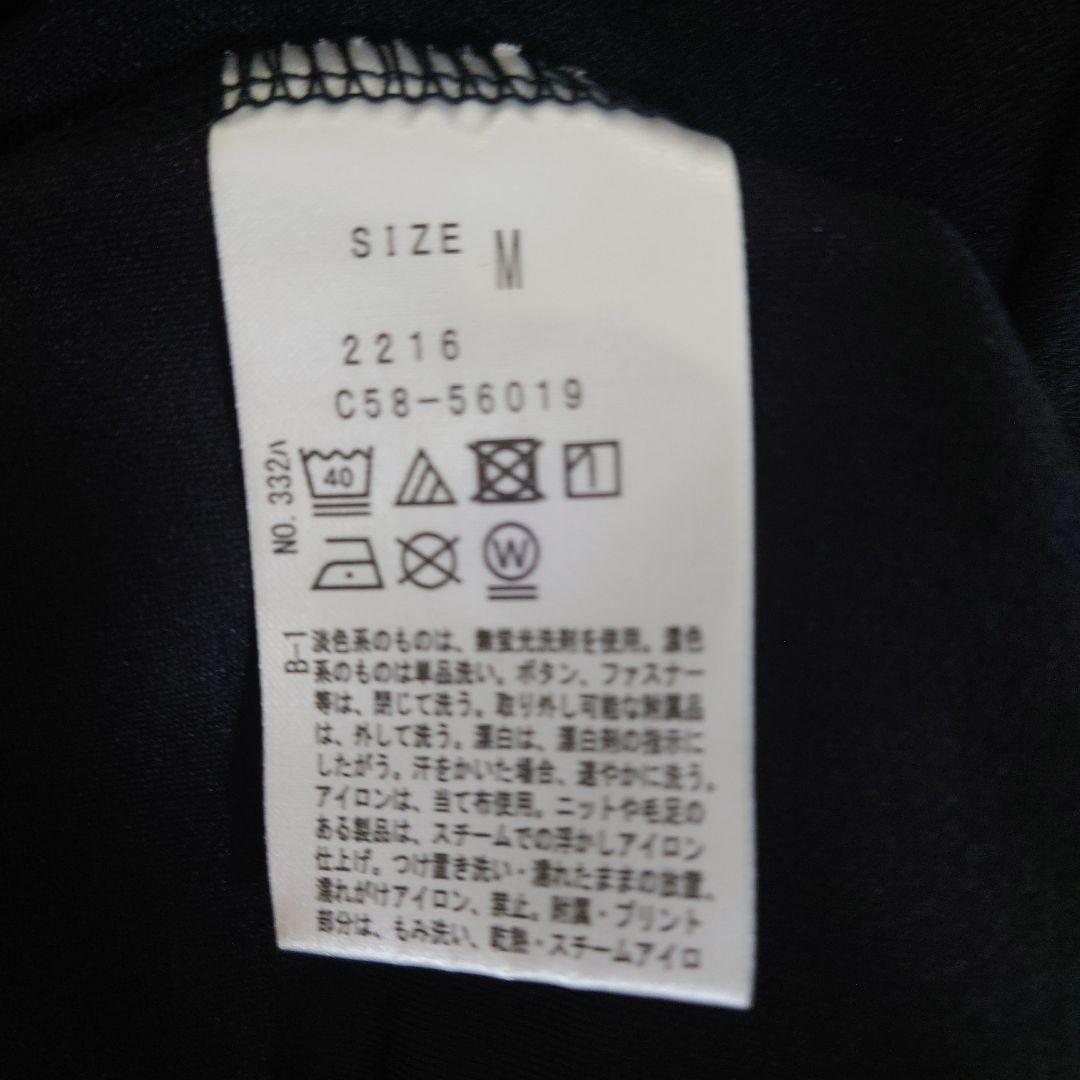 SIZE M
2216
C58-56019
NO. 332ハ
40
1
W
B-1
淡色系のものは、無蛍光洗剤を使用。濃色
系のものは単品洗い。ボタン、ファスナー
等は、閉じて洗う。取り外し可能な附属品
は、外して洗う。漂白は、漂白剤の指示に
したがう。汗をかいた場合、速やかに洗う。
アイロンは、当て布使用。ニットや毛足の
ある製品は、スチームでの浮かしアイロン
仕上げ。つけ置き洗い・濡れたままの放置、
濡れがけアイロン、禁止。附属・プリント
部分は、もみ洗い、乾熱・スチームアイロ